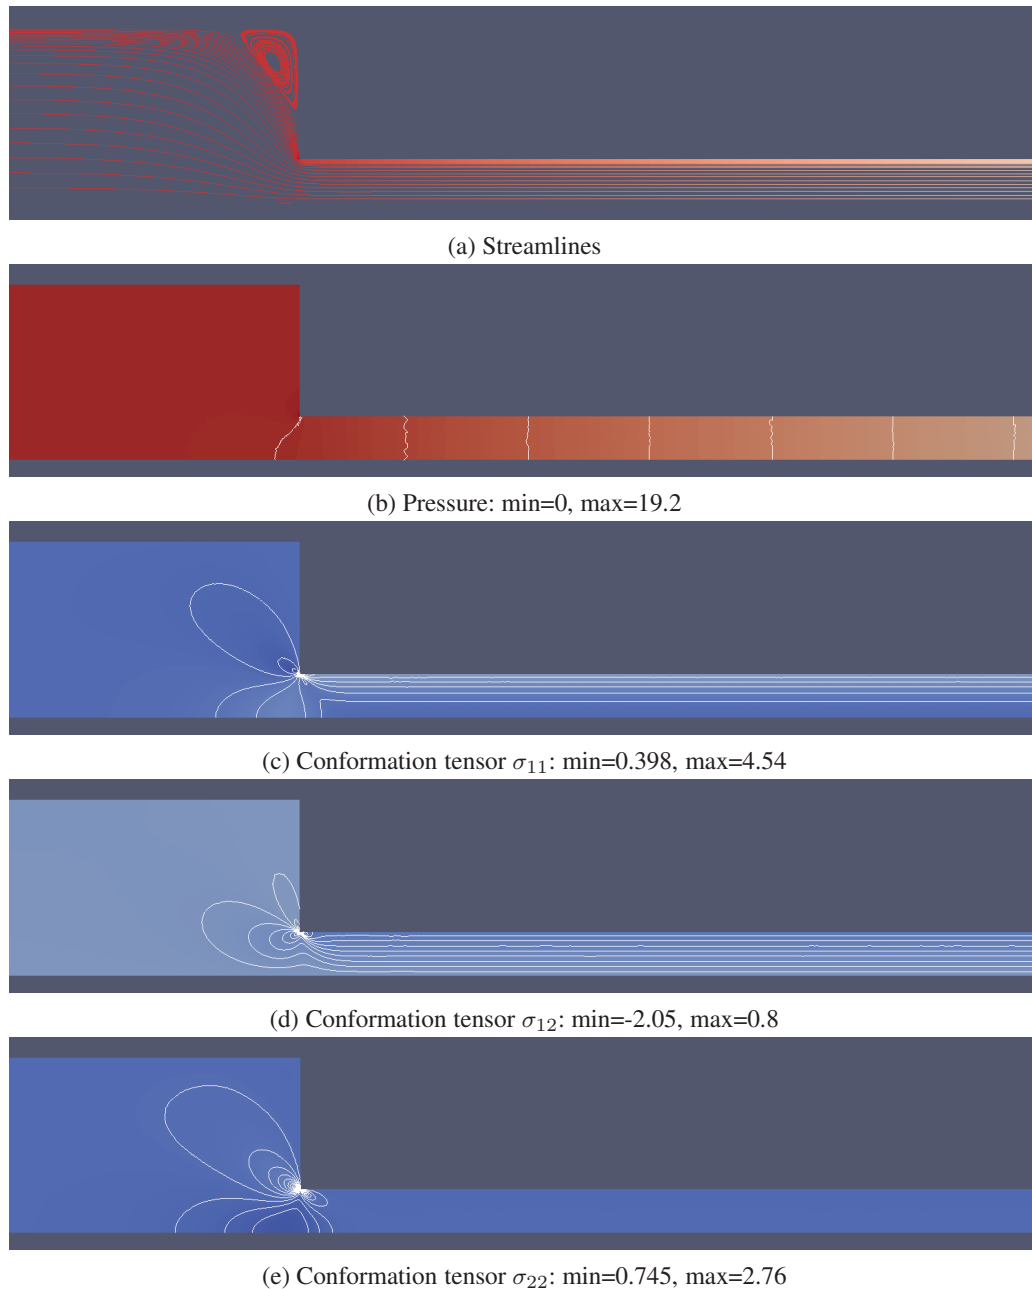 (a) Streamlines
(b) Pressure: min=0, max=19.2
(c) Conformation tensor σ₁₁: min=0.398, max=4.54
(d) Conformation tensor σ₁₂: min=-2.05, max=0.8
(e) Conformation tensor σ₂₂: min=0.745, max=2.76